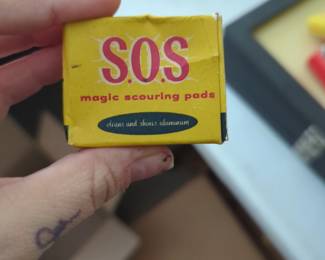 S.O.S
magic scouring pads
cleans and shines aluminum